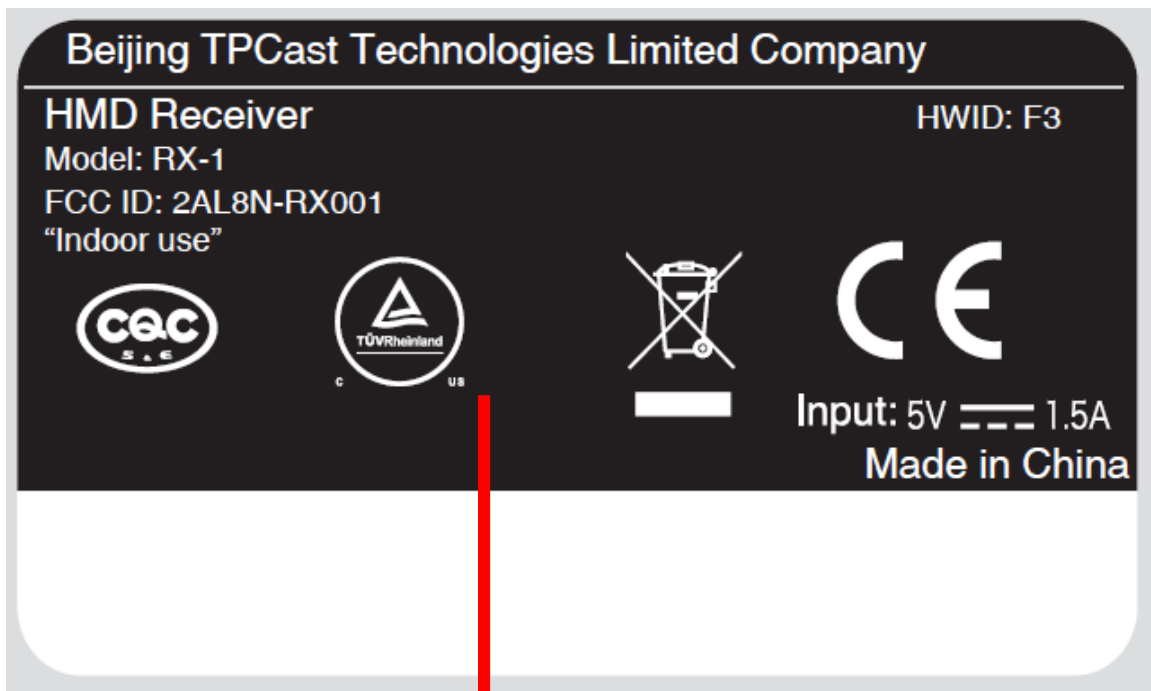 Beijing TPCast Technologies Limited Company
HMD Receiver
HWID: F3
Model: RX-1
FCC ID: 2AL8N-RX001
“Indoor use”
CQC
S & E
TÜVRheinland
C US
CE
Input: 5V 1.5A
Made in China